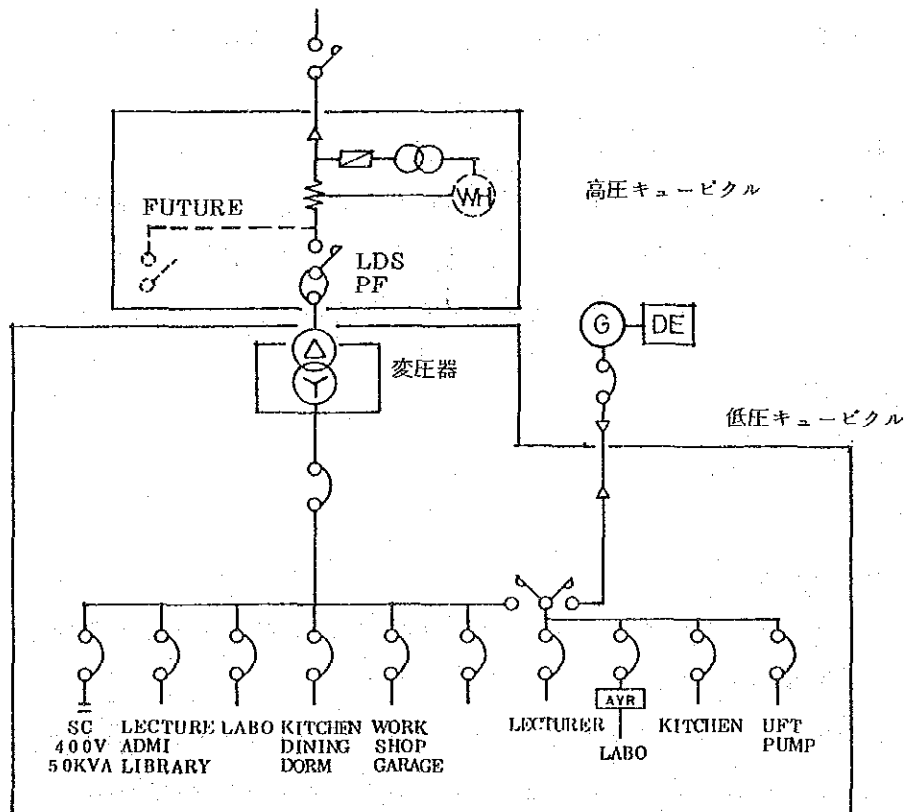 高圧キュービクル
WH
FUTURE
LDS
PF
G
DE
変圧器
低圧キュービクル
SC
400V
50KVA
LECTURE
ADMI
LIBRARY
LABO
KITCHEN
DINING
DORM
WORK
SHOP
GARAGE
LECTURER
AVR
LABO
KITCHEN
UFT
PUMP